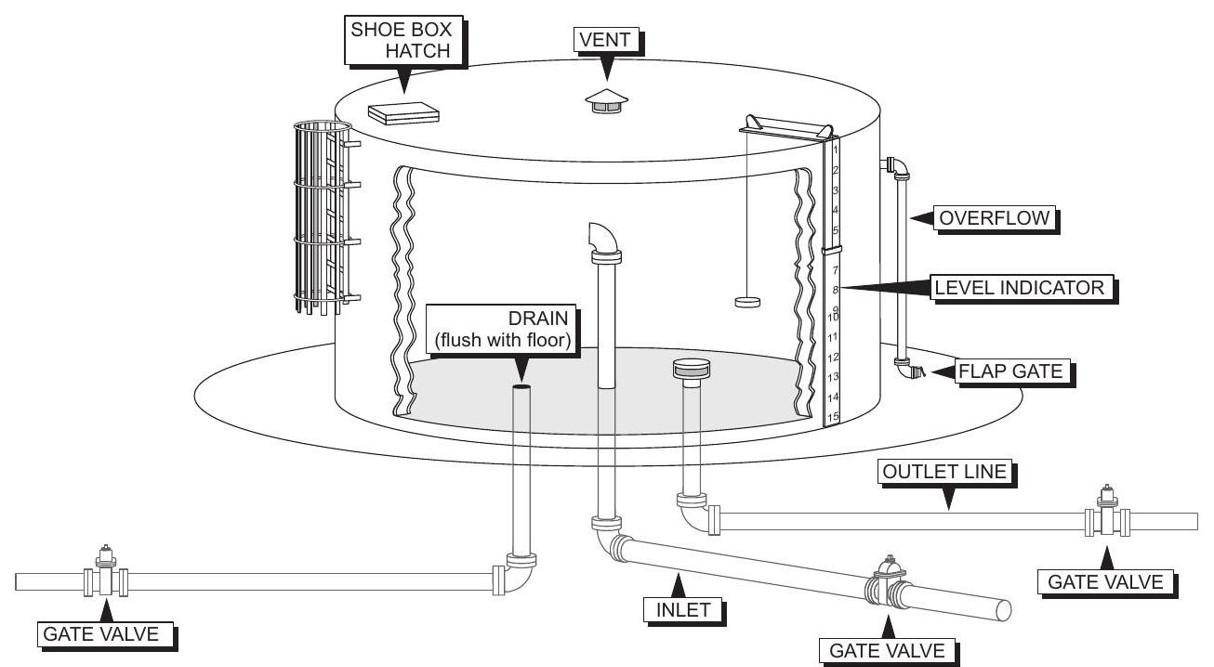 SHOE BOX
HATCH
VENT
1
2
3
4
5
7
8
9
10
11
12
13
14
15
OVERFLOW
LEVEL INDICATOR
DRAIN
(flush with floor)
FLAP GATE
OUTLET LINE
GATE VALVE
INLET
GATE VALVE
GATE VALVE